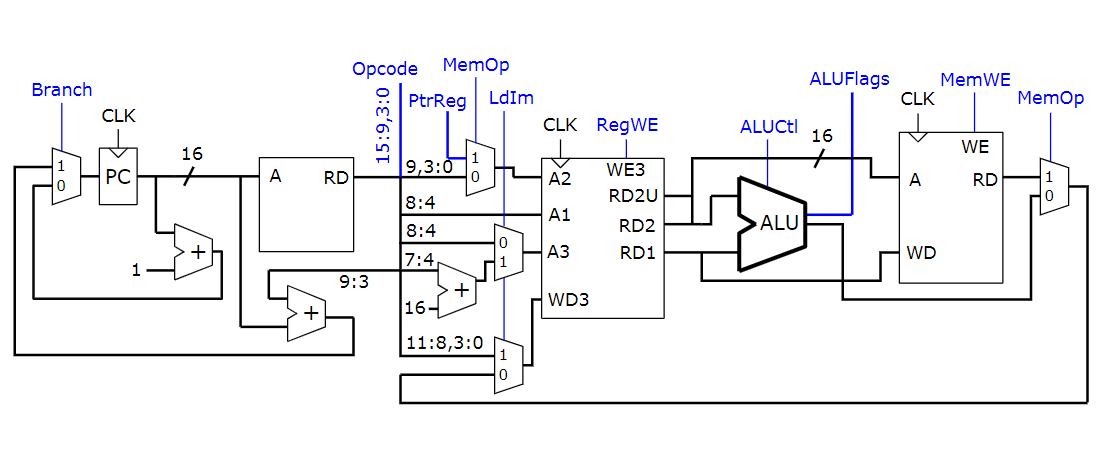 Branch
CLK
1
0
PC
16
+
1
A
RD
+
9:3
Opcode
15:9,3:0
PtrReg
MemOp
LdIm
9,3:0
1
0
8:4
8:4
0
1
7:4
+
16
11:8,3:0
1
0
CLK
RegWE
WE3
A2
RD2U
A1
RD2
A3
RD1
WD3
ALUCtl
ALU
16
ALUFlags
CLK
MemWE
WE
A
RD
WD
MemOp
1
0